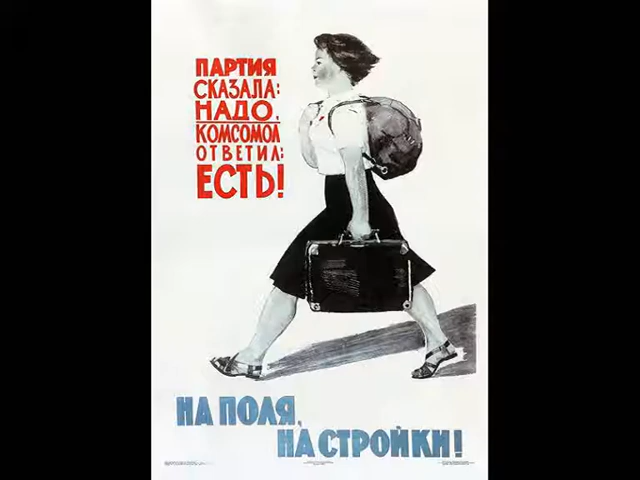 ПАРТИЯ
СКАЗАЛА:
НАДО,
КОМСОМОЛ
ОТВЕТИЛ:
ЕСТЬ!
НА ПОЛЯ,
НА СТРОЙКИ!